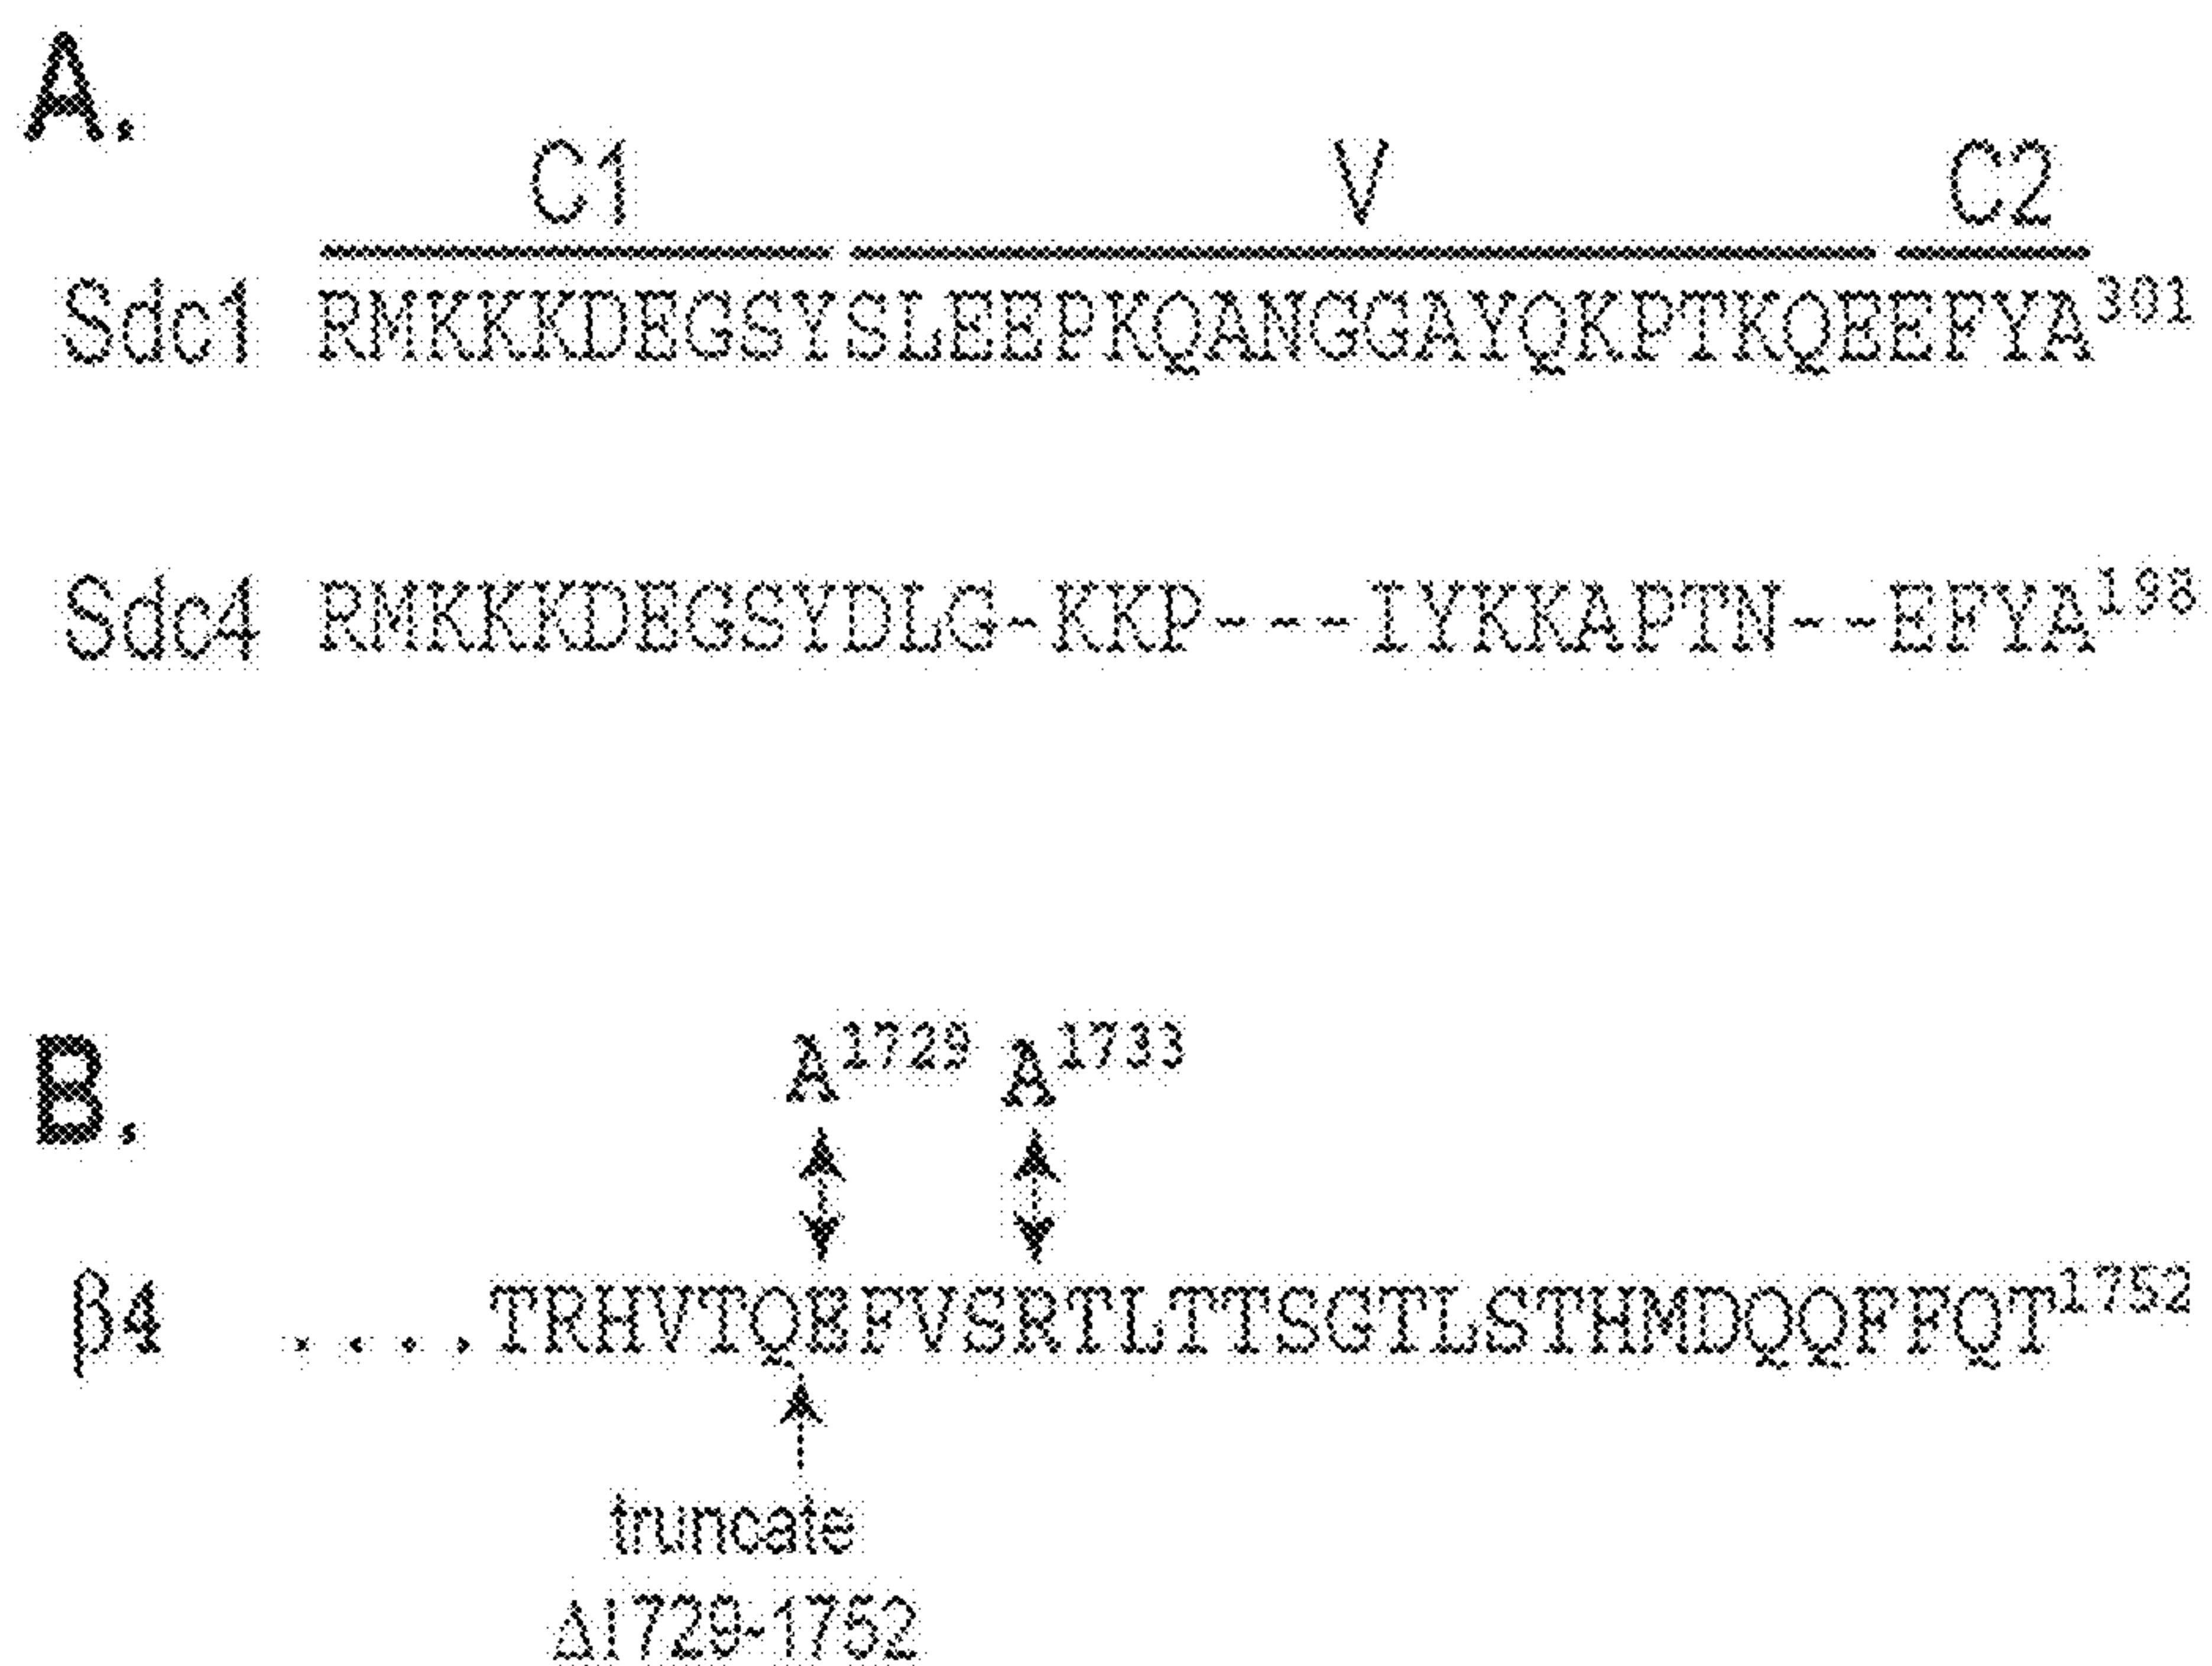 A.
C1 V C2
Sdc1 RMKKKDEGSYSLEEPKQANGGAYQKPTKQEEFYA301
Sdc4 RMKKKDEGSYDLG-KKP---IYKKAPTN--EFYA198
B.
A1729 A1733
β4 ....TRHVTQEFVSRTLTTSGTLSTHMDQQFFQT1752
truncate
Δ1729-1752